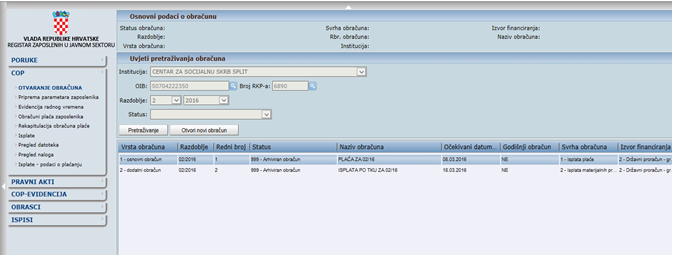 VLADA REPUBLIKE HRVATSKE
REGISTAR ZAPOSLENIH U JAVNOM SEKTORU
PORUKE
COP
OTVARANJE OBRAČUNA
Priprema parametara zaposlenika
Evidencija radnog vremena
Obračuni plaća zaposlenika
Rekapitulacija obračuna plaće
Isplate
Pregled datoteka
Pregled naloga
Isplate - podaci o plaćanju
PRAVNI AKTI
COP-EVIDENCIJA
OBRASCI
ISPISI
Osnovni podaci o obračunu
Status obračuna: Svrha obračuna: Izvor financiranja:
Razdoblje: Rbr. obračuna: Naziv obračuna:
Vrsta obračuna: Institucija:
Uvjeti pretraživanja obračuna
Institucija: CENTAR ZA SOCIJALNU SKRB SPLIT
OIB: 50704222350 Broj RKP-a: 6890
Razdoblje: 2 2016
Status:
Pretraživanje Otvori novi obračun
Vrsta obračuna Razdoblje Redni broj Status Naziv obračuna Očekivani datum... Godišnji obračun Svrha obračuna Izvor financiranja
1 - osnovni obračun 02/2016 1 999 - Arhiviran obračun PLAĆA ZA 02/16 08.03.2016 NE 1 - Isplata plaće 2 - Državni proračun - gr
2 - dodatni obračun 02/2016 2 999 - Arhiviran obračun ISPLATA PO TKU ZA 02/16 18.03.2016 NE 2 - Isplata materijalnih pr... 2 - Državni proračun - gr